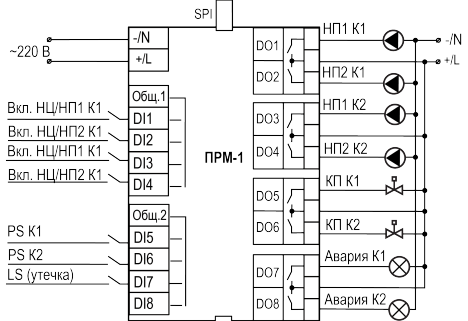 SPI
~220 В
-/N
+/L
Общ.1
Вкл. НЦ/НП1 К1
DI1
Вкл. НЦ/НП2 К1
DI2
Вкл. НЦ/НП1 К1
DI3
Вкл. НЦ/НП2 К1
DI4
Общ.2
PS К1
DI5
PS К2
DI6
LS (утечка)
DI7
DI8
ПРМ-1
DO1
НП1 К1
DO2
НП2 К1
DO3
НП1 К2
DO4
НП2 К2
DO5
КП К1
DO6
КП К2
DO7
Авария К1
DO8
Авария К2
-/N
+/L